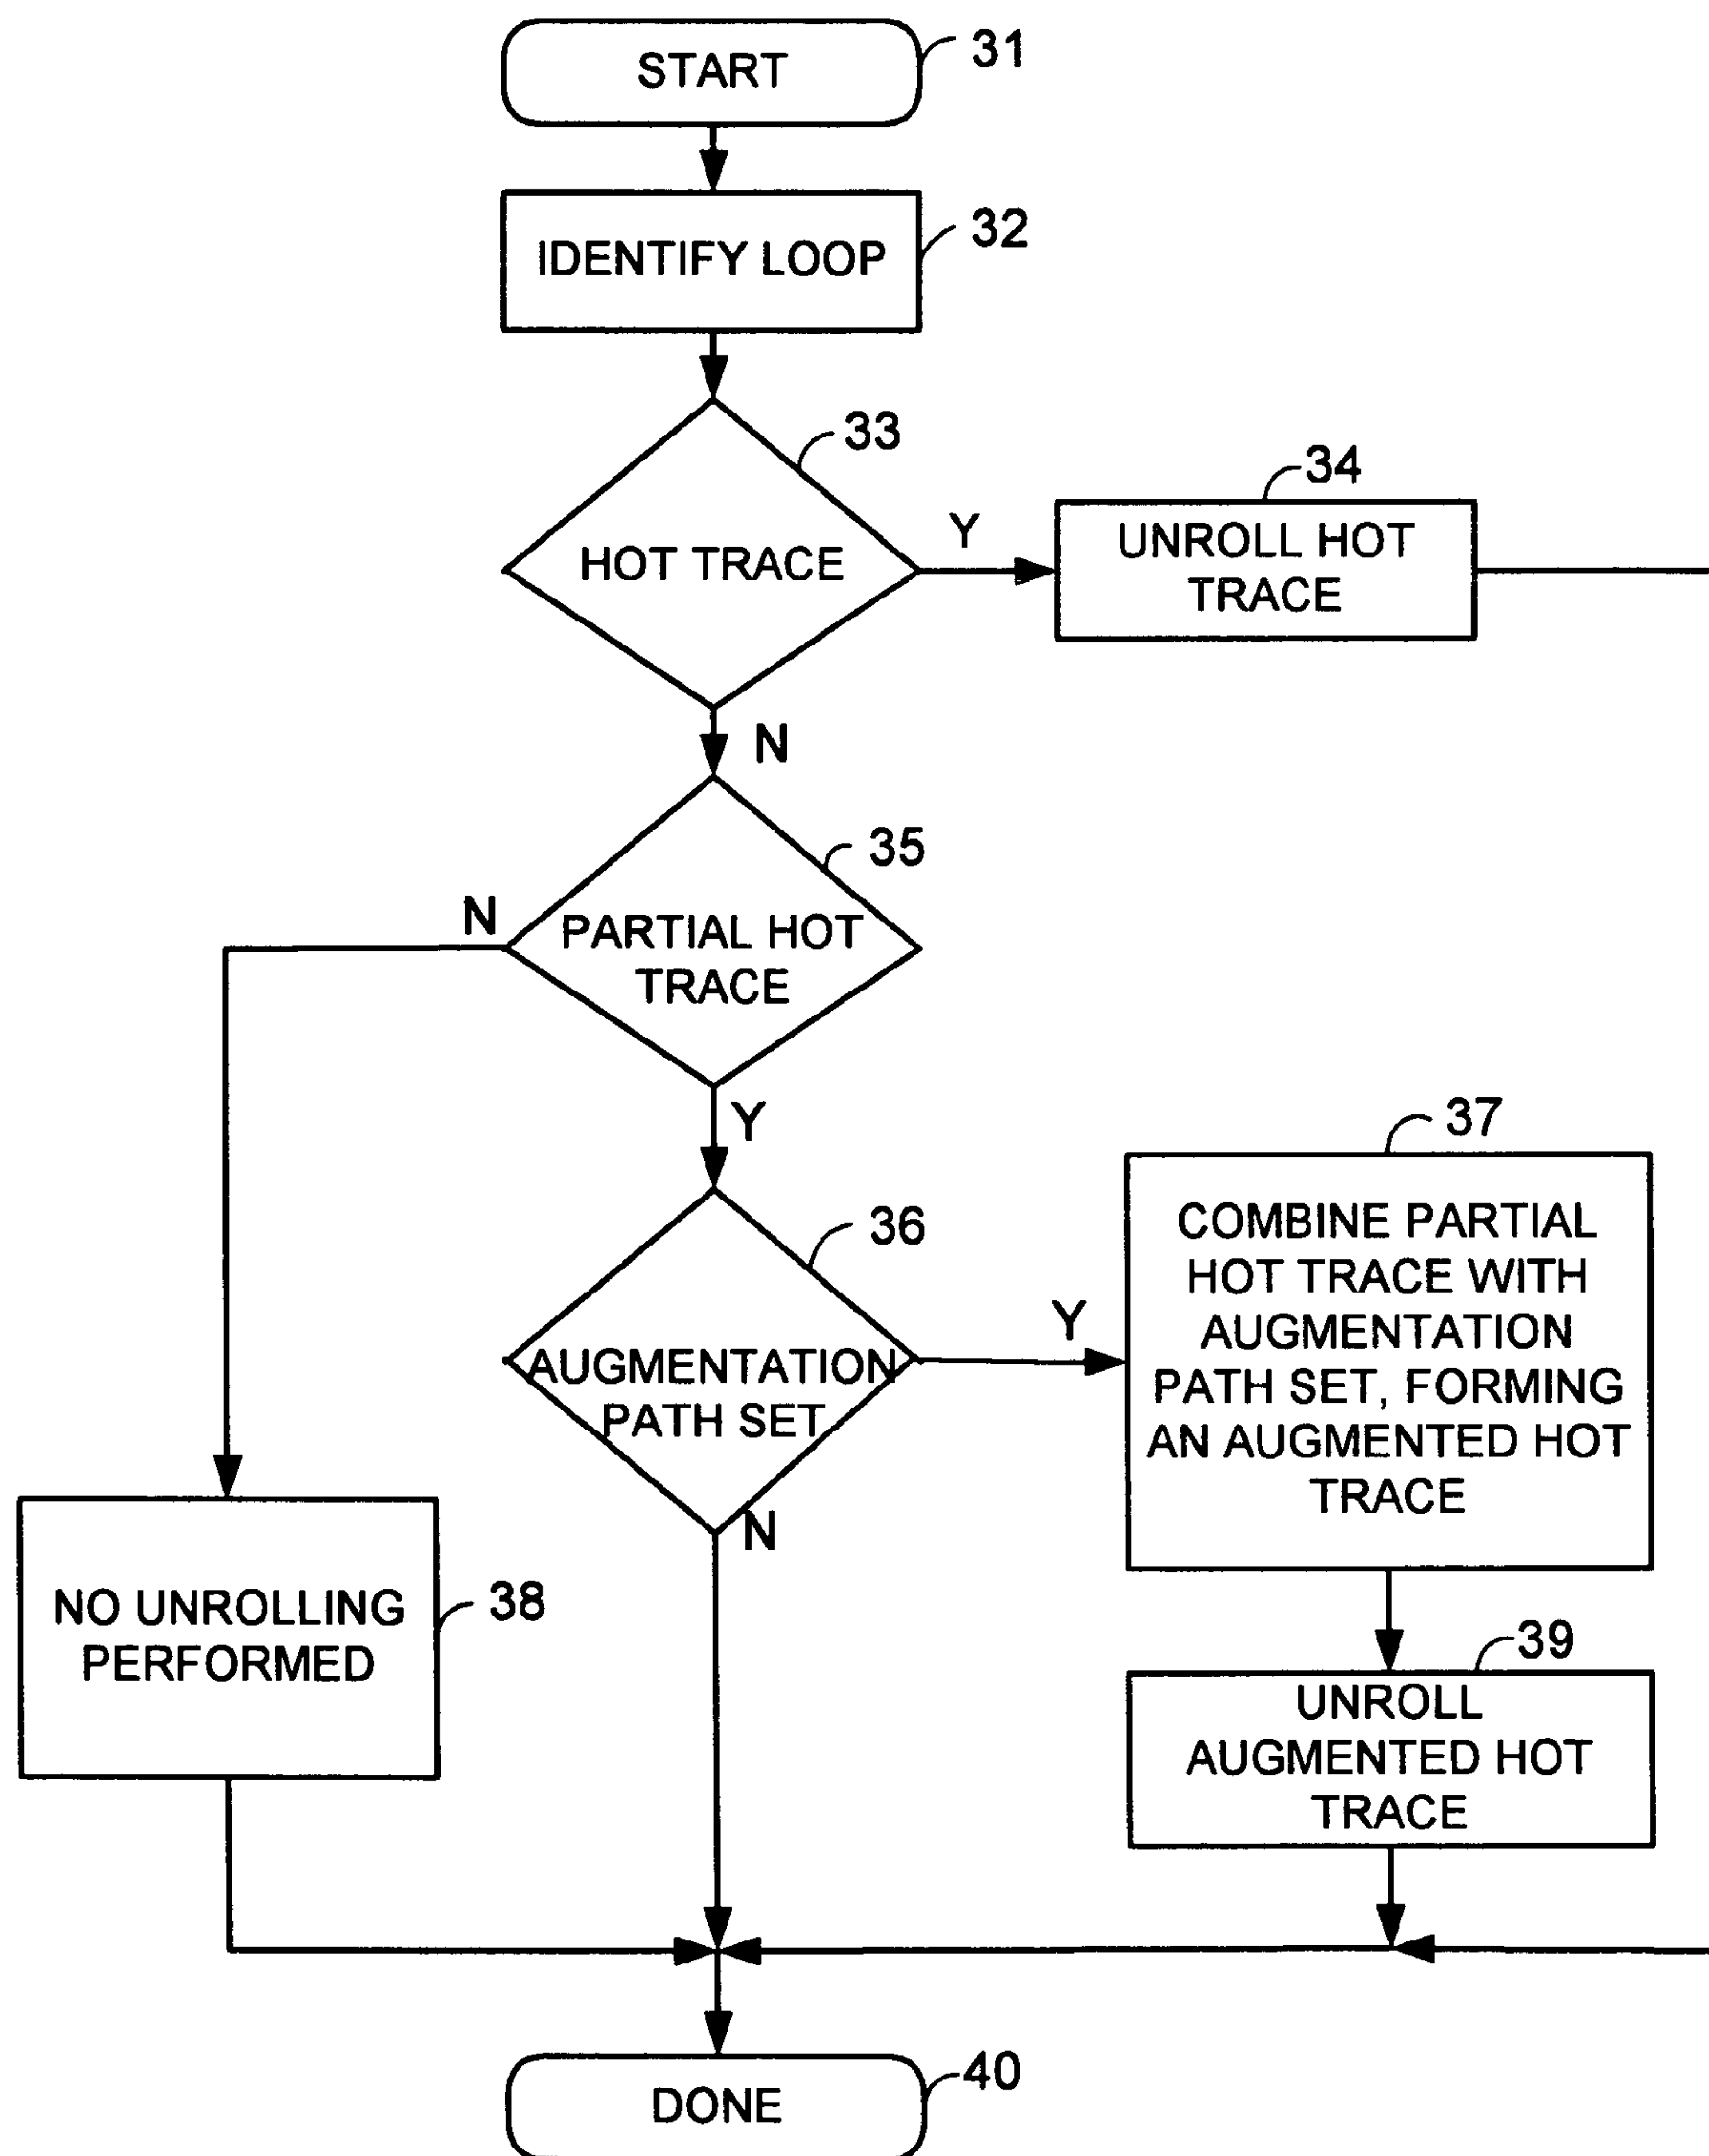 START
31
IDENTIFY LOOP
32
33
HOT TRACE
Y
34
UNROLL HOT
TRACE
N
35
N
PARTIAL HOT
TRACE
Y
36
AUGMENTATION
PATH SET
Y
37
COMBINE PARTIAL
HOT TRACE WITH
AUGMENTATION
PATH SET, FORMING
AN AUGMENTED HOT
TRACE
N
NO UNROLLING
PERFORMED
38
39
UNROLL
AUGMENTED HOT
TRACE
40
DONE